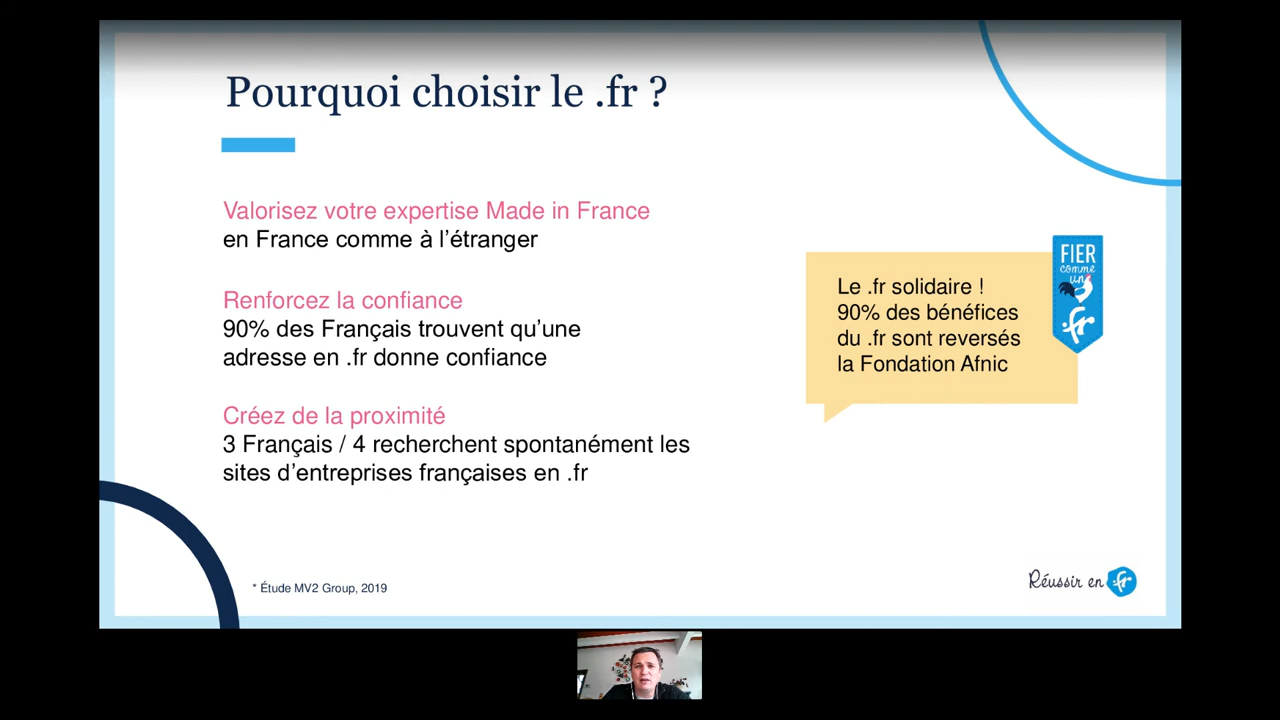 Pourquoi choisir le .fr ?
Valorisez votre expertise Made in France
en France comme à l’étranger
Renforcez la confiance
90% des Français trouvent qu’une
adresse en .fr donne confiance
Créez de la proximité
3 Français / 4 recherchent spontanément les
sites d’entreprises françaises en .fr
Le .fr solidaire !
90% des bénéfices
du .fr sont reversés
la Fondation Afnic
FIER
comme
un
.fr
* Étude MV2 Group, 2019
Réussir en .fr